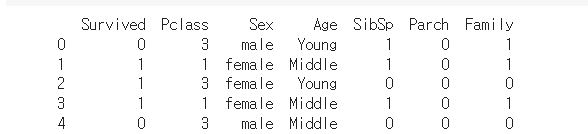 Survived Pclass Sex Age SibSp Parch Family
0 0 3 male Young 1 0 1
1 1 1 female Middle 1 0 1
2 1 3 female Young 0 0 0
3 1 1 female Middle 1 0 1
4 0 3 male Middle 0 0 0